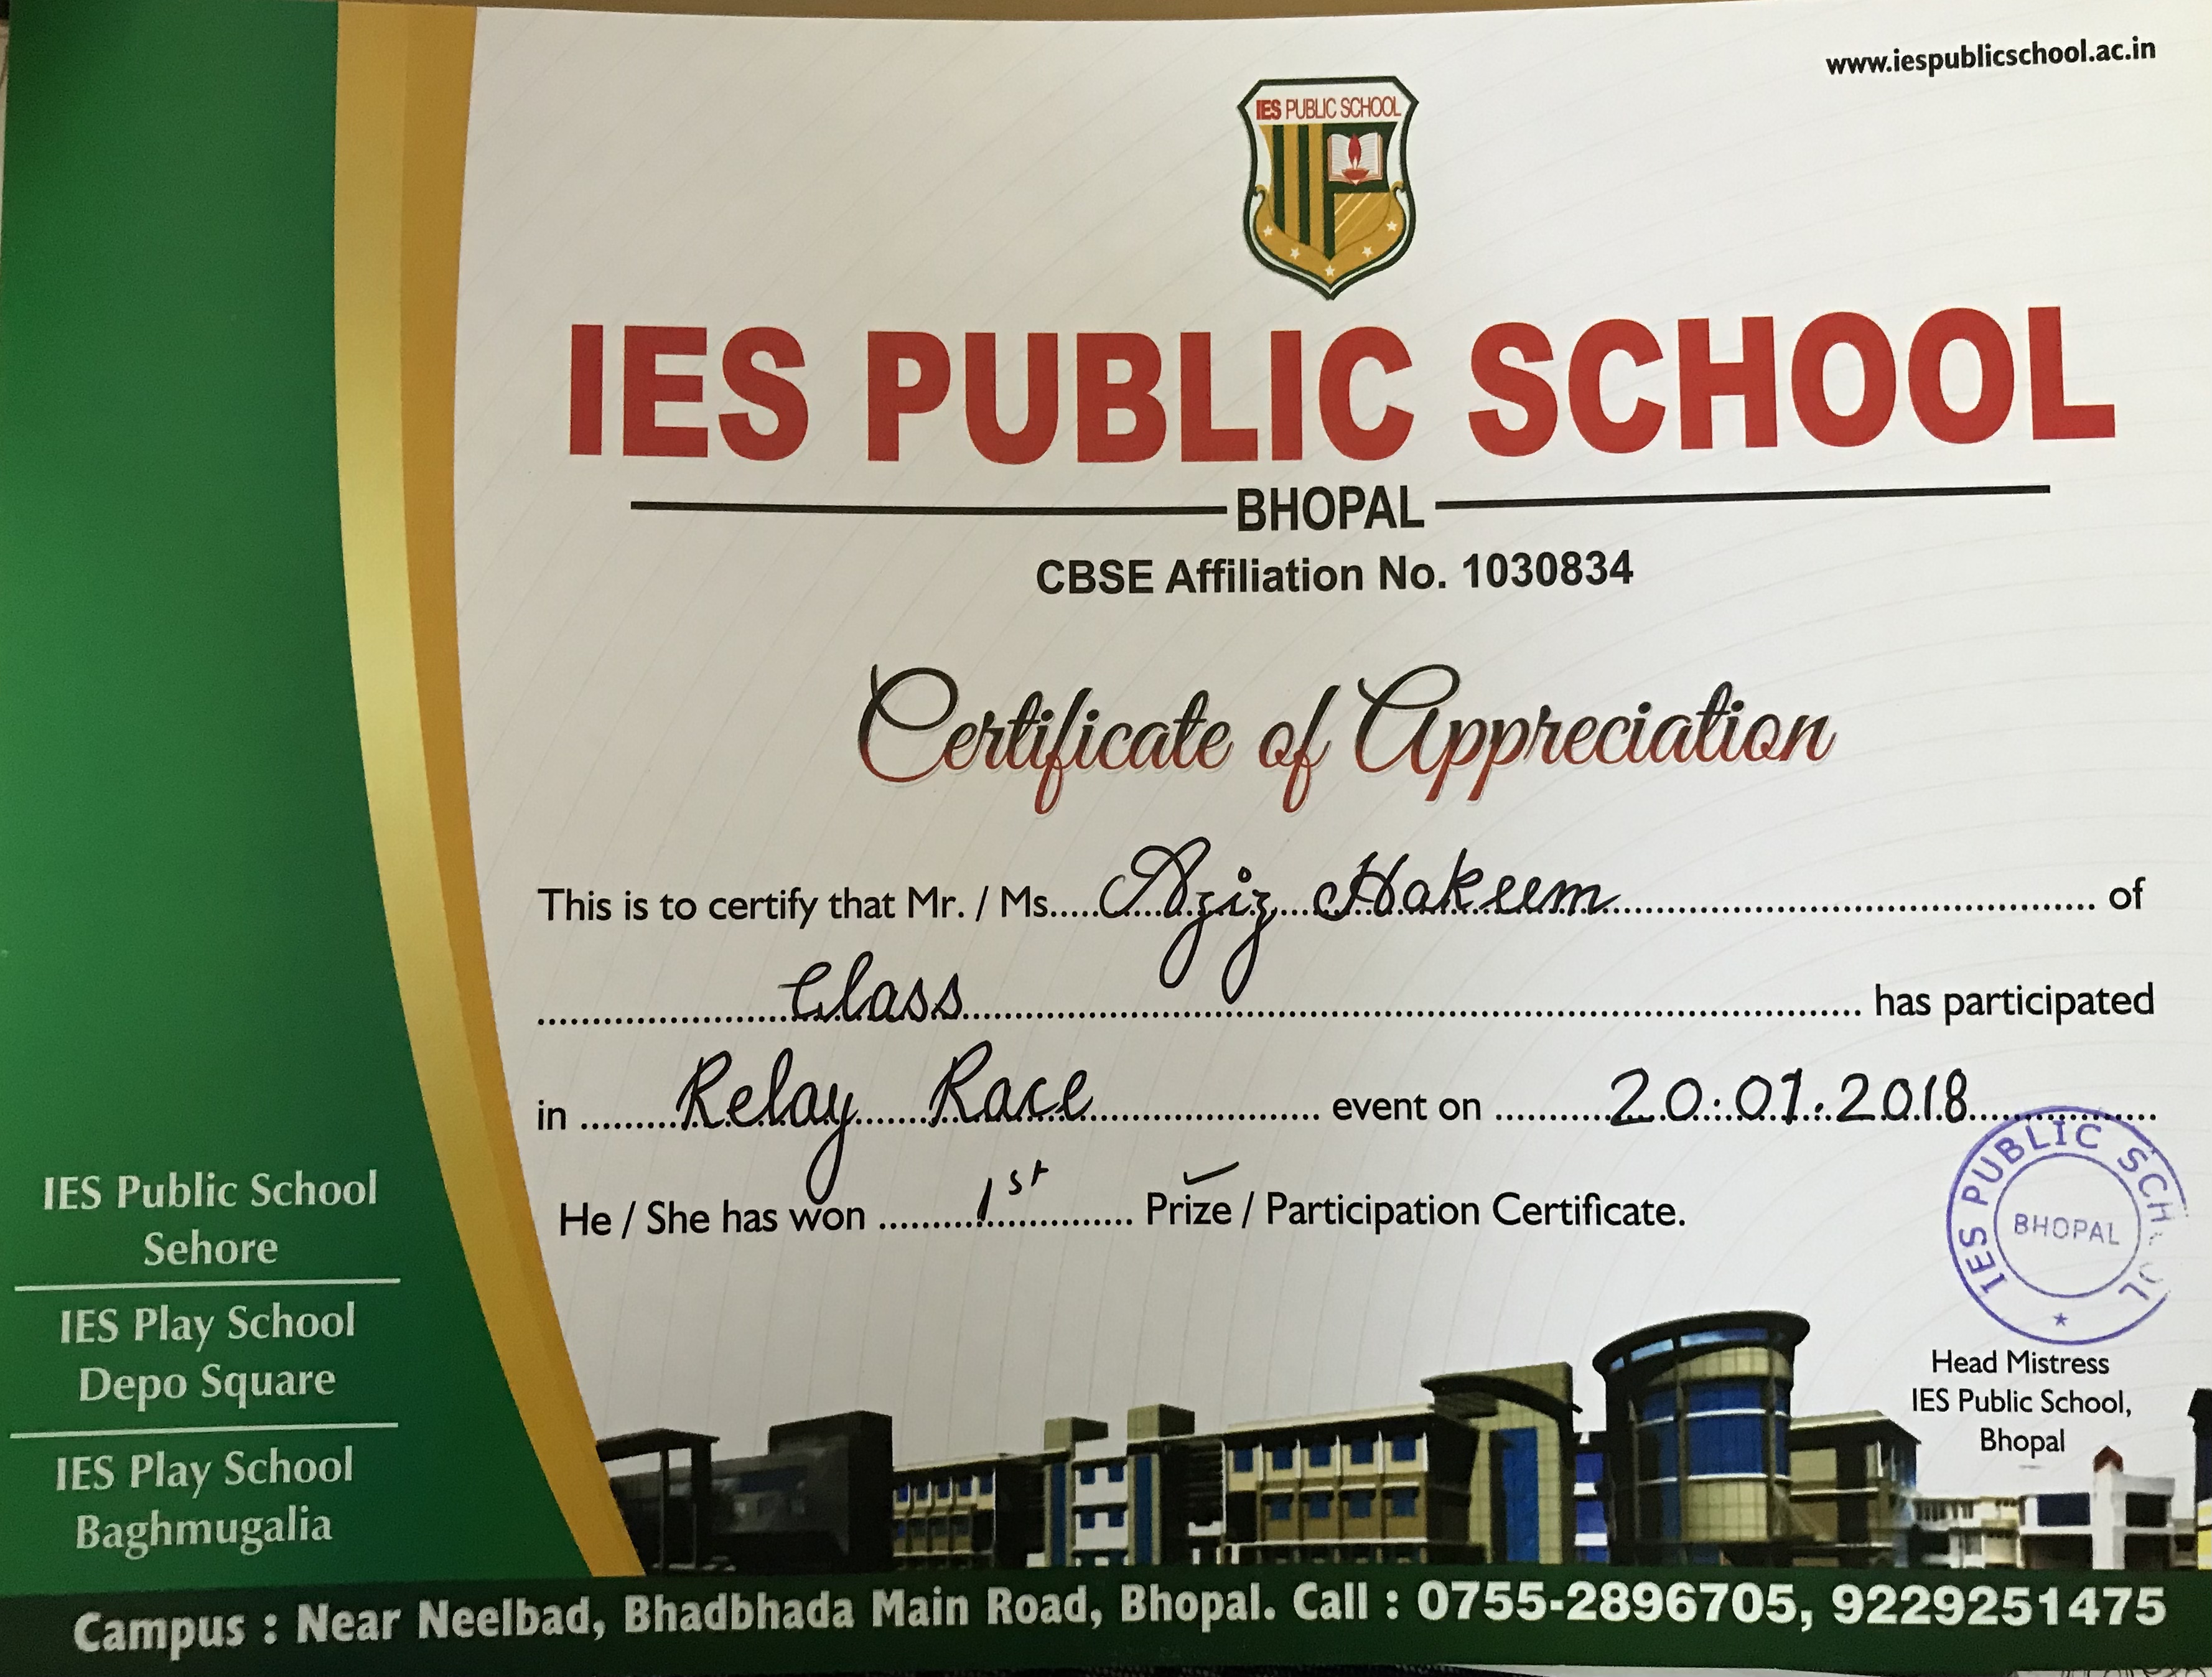 www.iespublicschool.ac.in
IES PUBLIC SCHOOL
IES PUBLIC SCHOOL
BHOPAL
CBSE Affiliation No. 1030834
Certificate of Appreciation
This is to certify that Mr. / Ms.....Aziz Hakeem.....of
.....Class..... has participated
in .....Relay Race..... event on .....20.01.2018.....
He / She has won .....1st..... Prize / Participation Certificate.
IES PUBLIC SCHOOL
BHOPAL
Head Mistress
IES Public School,
Bhopal
IES Public School
Sehore
IES Play School
Depo Square
IES Play School
Baghmugalia
Campus : Near Neelbad, Bhadbhada Main Road, Bhopal. Call : 0755-2896705, 9229251475